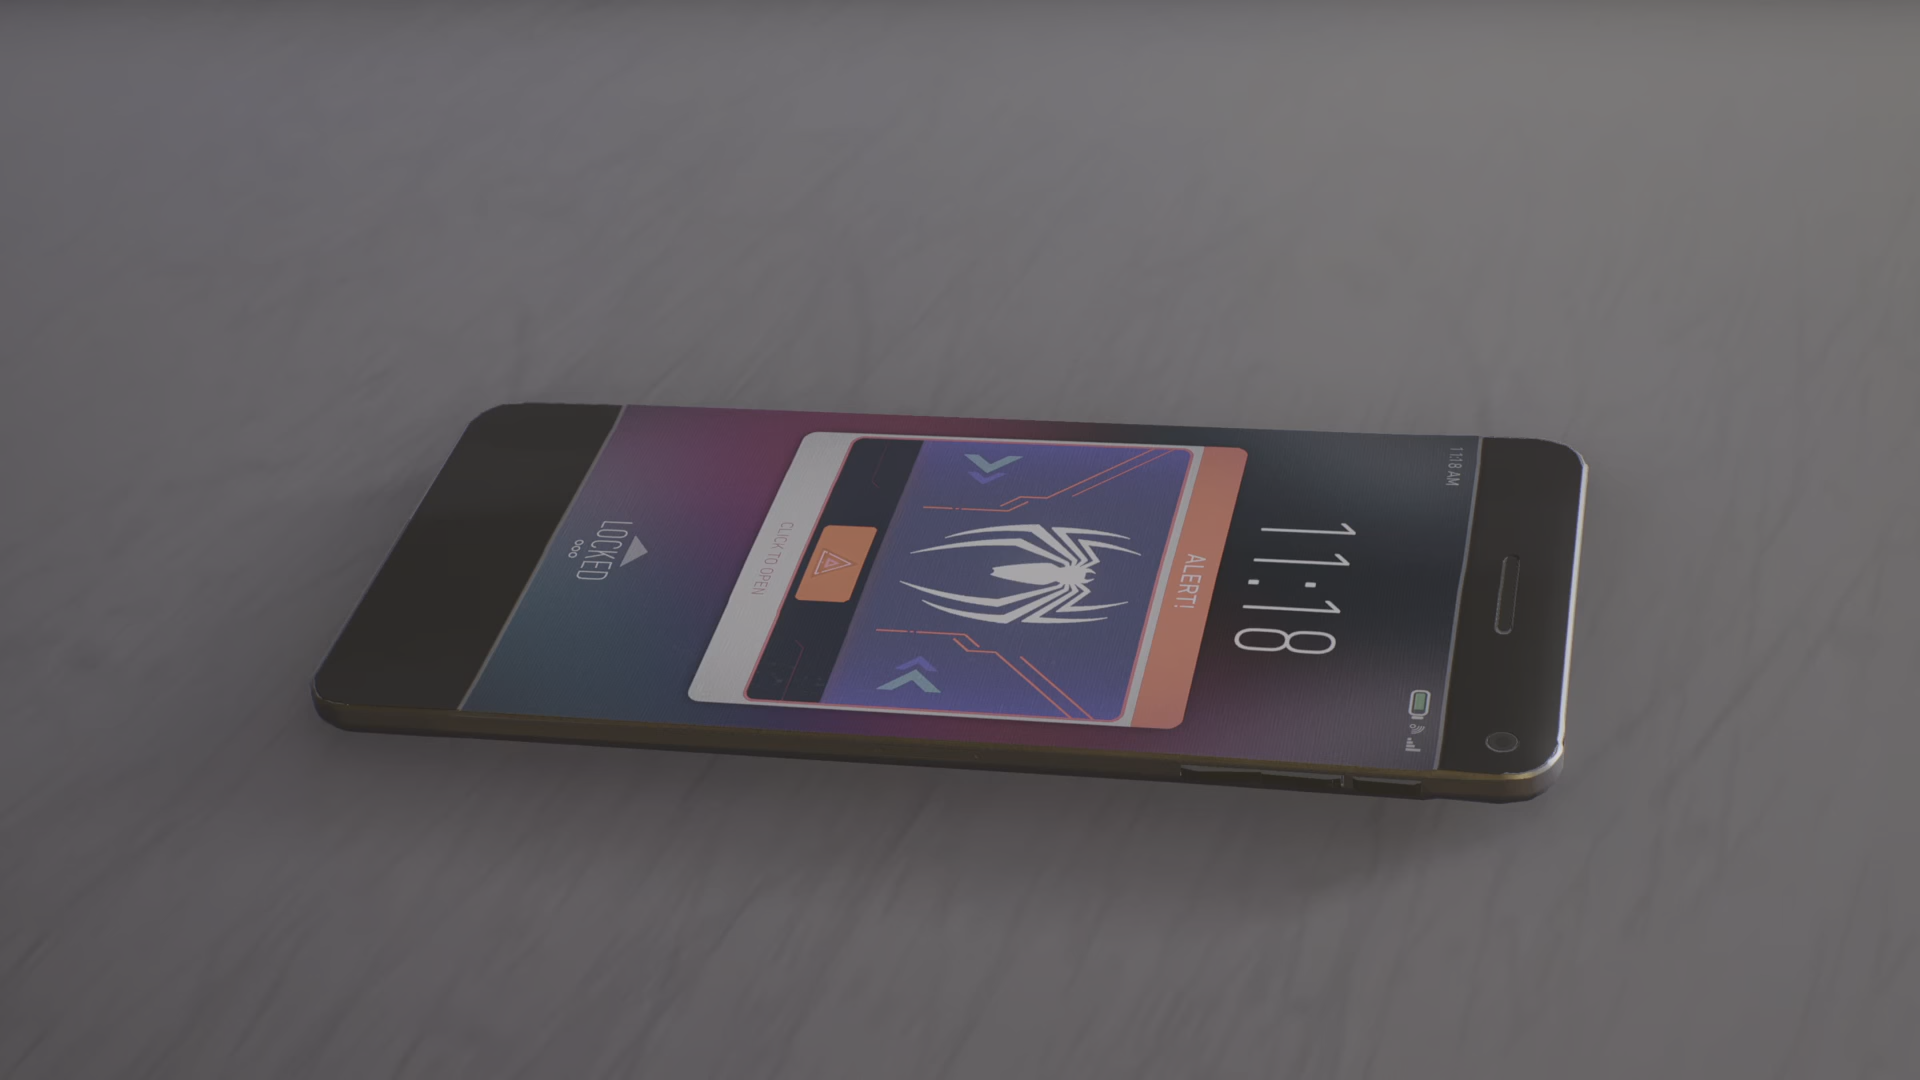 11:18 AM
11:18
ALERT!
CLICK TO OPEN
LOCKED